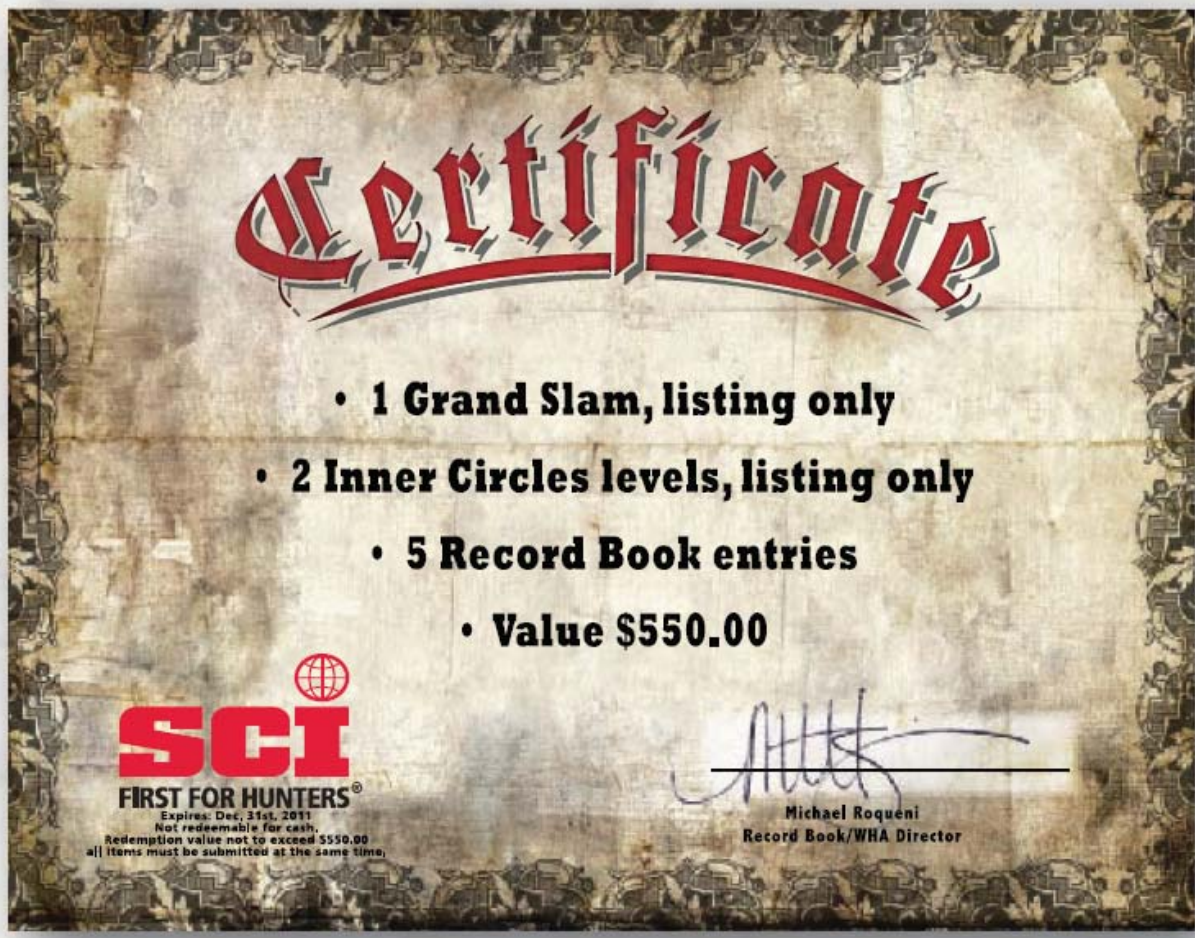 Certificate
• 1 Grand Slam, listing only
• 2 Inner Circles levels, listing only
• 5 Record Book entries
• Value $550.00
SCI
FIRST FOR HUNTERS®
Expires: Dec, 31st, 2011
Not redeemable for cash.
Redemption value not to exceed $550.00
all items must be submitted at the same time.
Michael Roqueni
Record Book/WHA Director